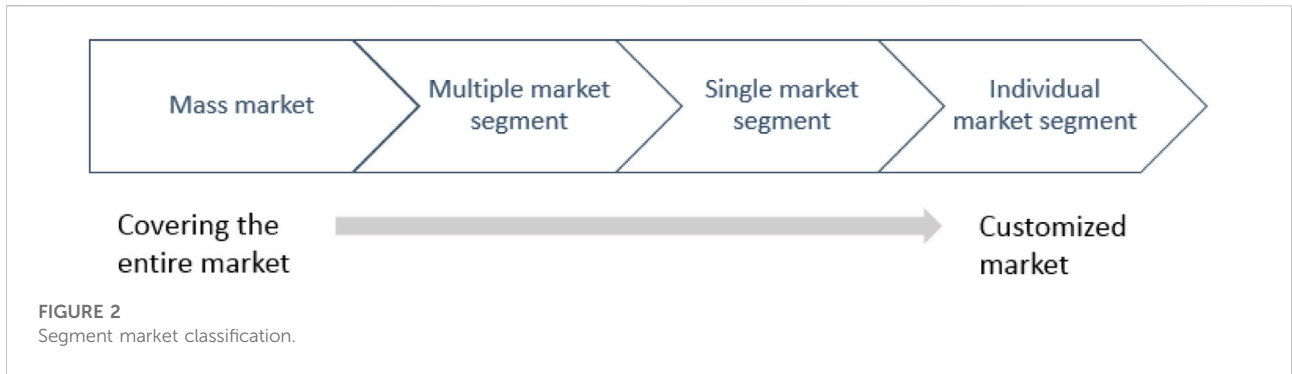 Mass market
Multiple market
segment
Single market
segment
Individual
market segment
Covering the
entire market
Customized
market
FIGURE 2
Segment market classification.